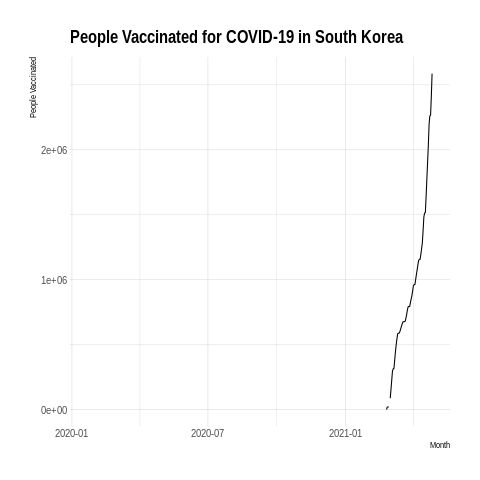 People Vaccinated for COVID-19 in South Korea
People Vaccinated
2e+06
1e+06
0e+00
2020-01 2020-07 2021-01
Month